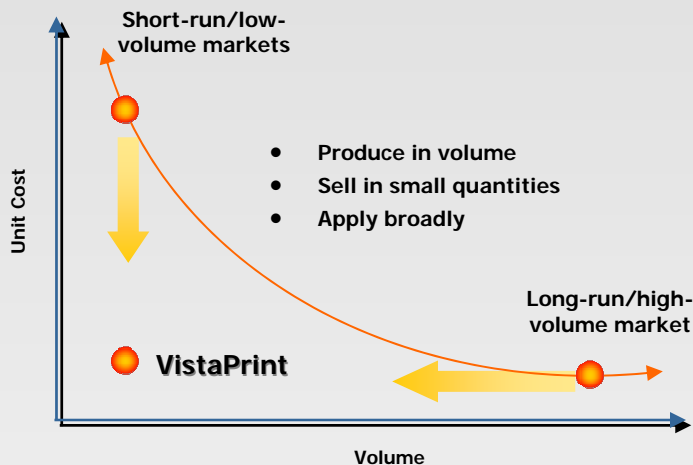 Short-run/low-
volume markets
• Produce in volume
• Sell in small quantities
• Apply broadly
Unit Cost
Long-run/high-
volume market
VistaPrint
Volume